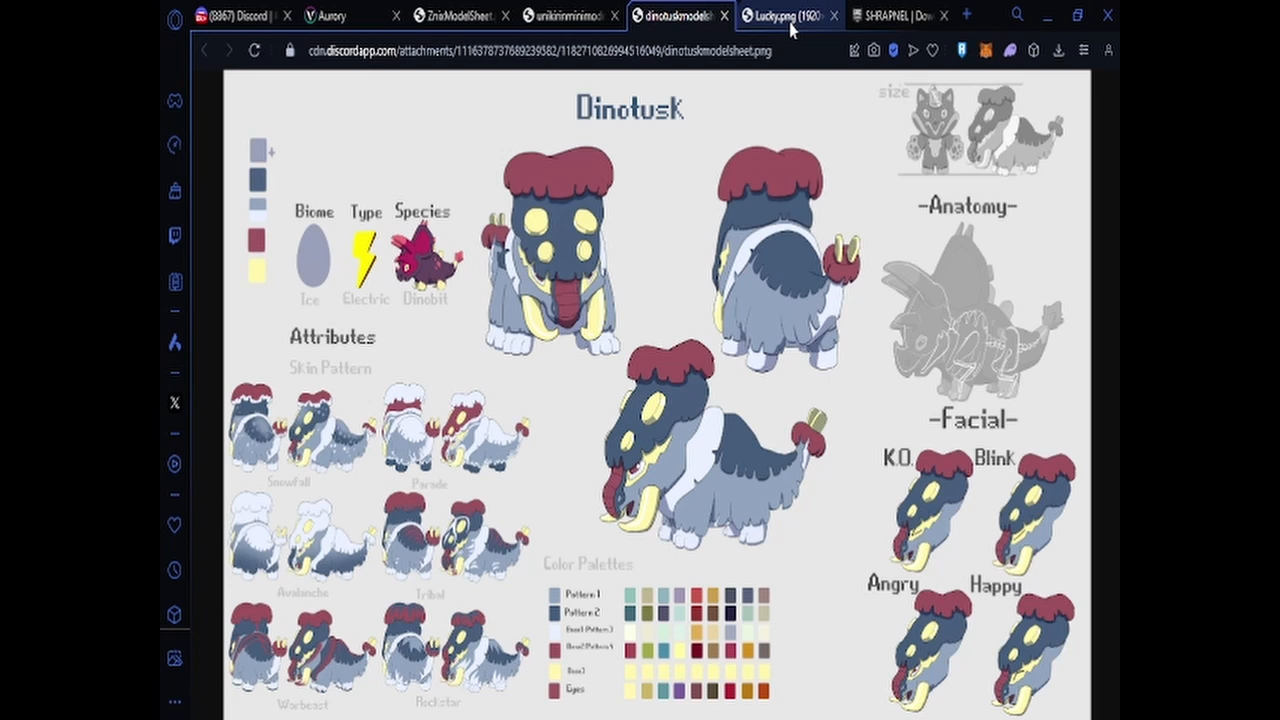 (8367) Discord |
Aurory
ZnixModelSheet.
unikirinminimod
dinotuskmodelsh
Lucky.png (1920×
SHRAPNEL | Dow
cdn.discordapp.com/attachments/1116378737689239582/1182710826994516049/dinotuskmodelsheet.png
Dinotusk
size
-Anatomy-
Biome Type Species
Ice Electric Dinobit
Attributes
Skin Pattern
Snowfall Parade
Avalanche Tribal
Warbeast Rockstar
-Facial-
K.O. Blink
Angry Happy
Color Palettes
Pattern 1
Pattern 2
Eyes